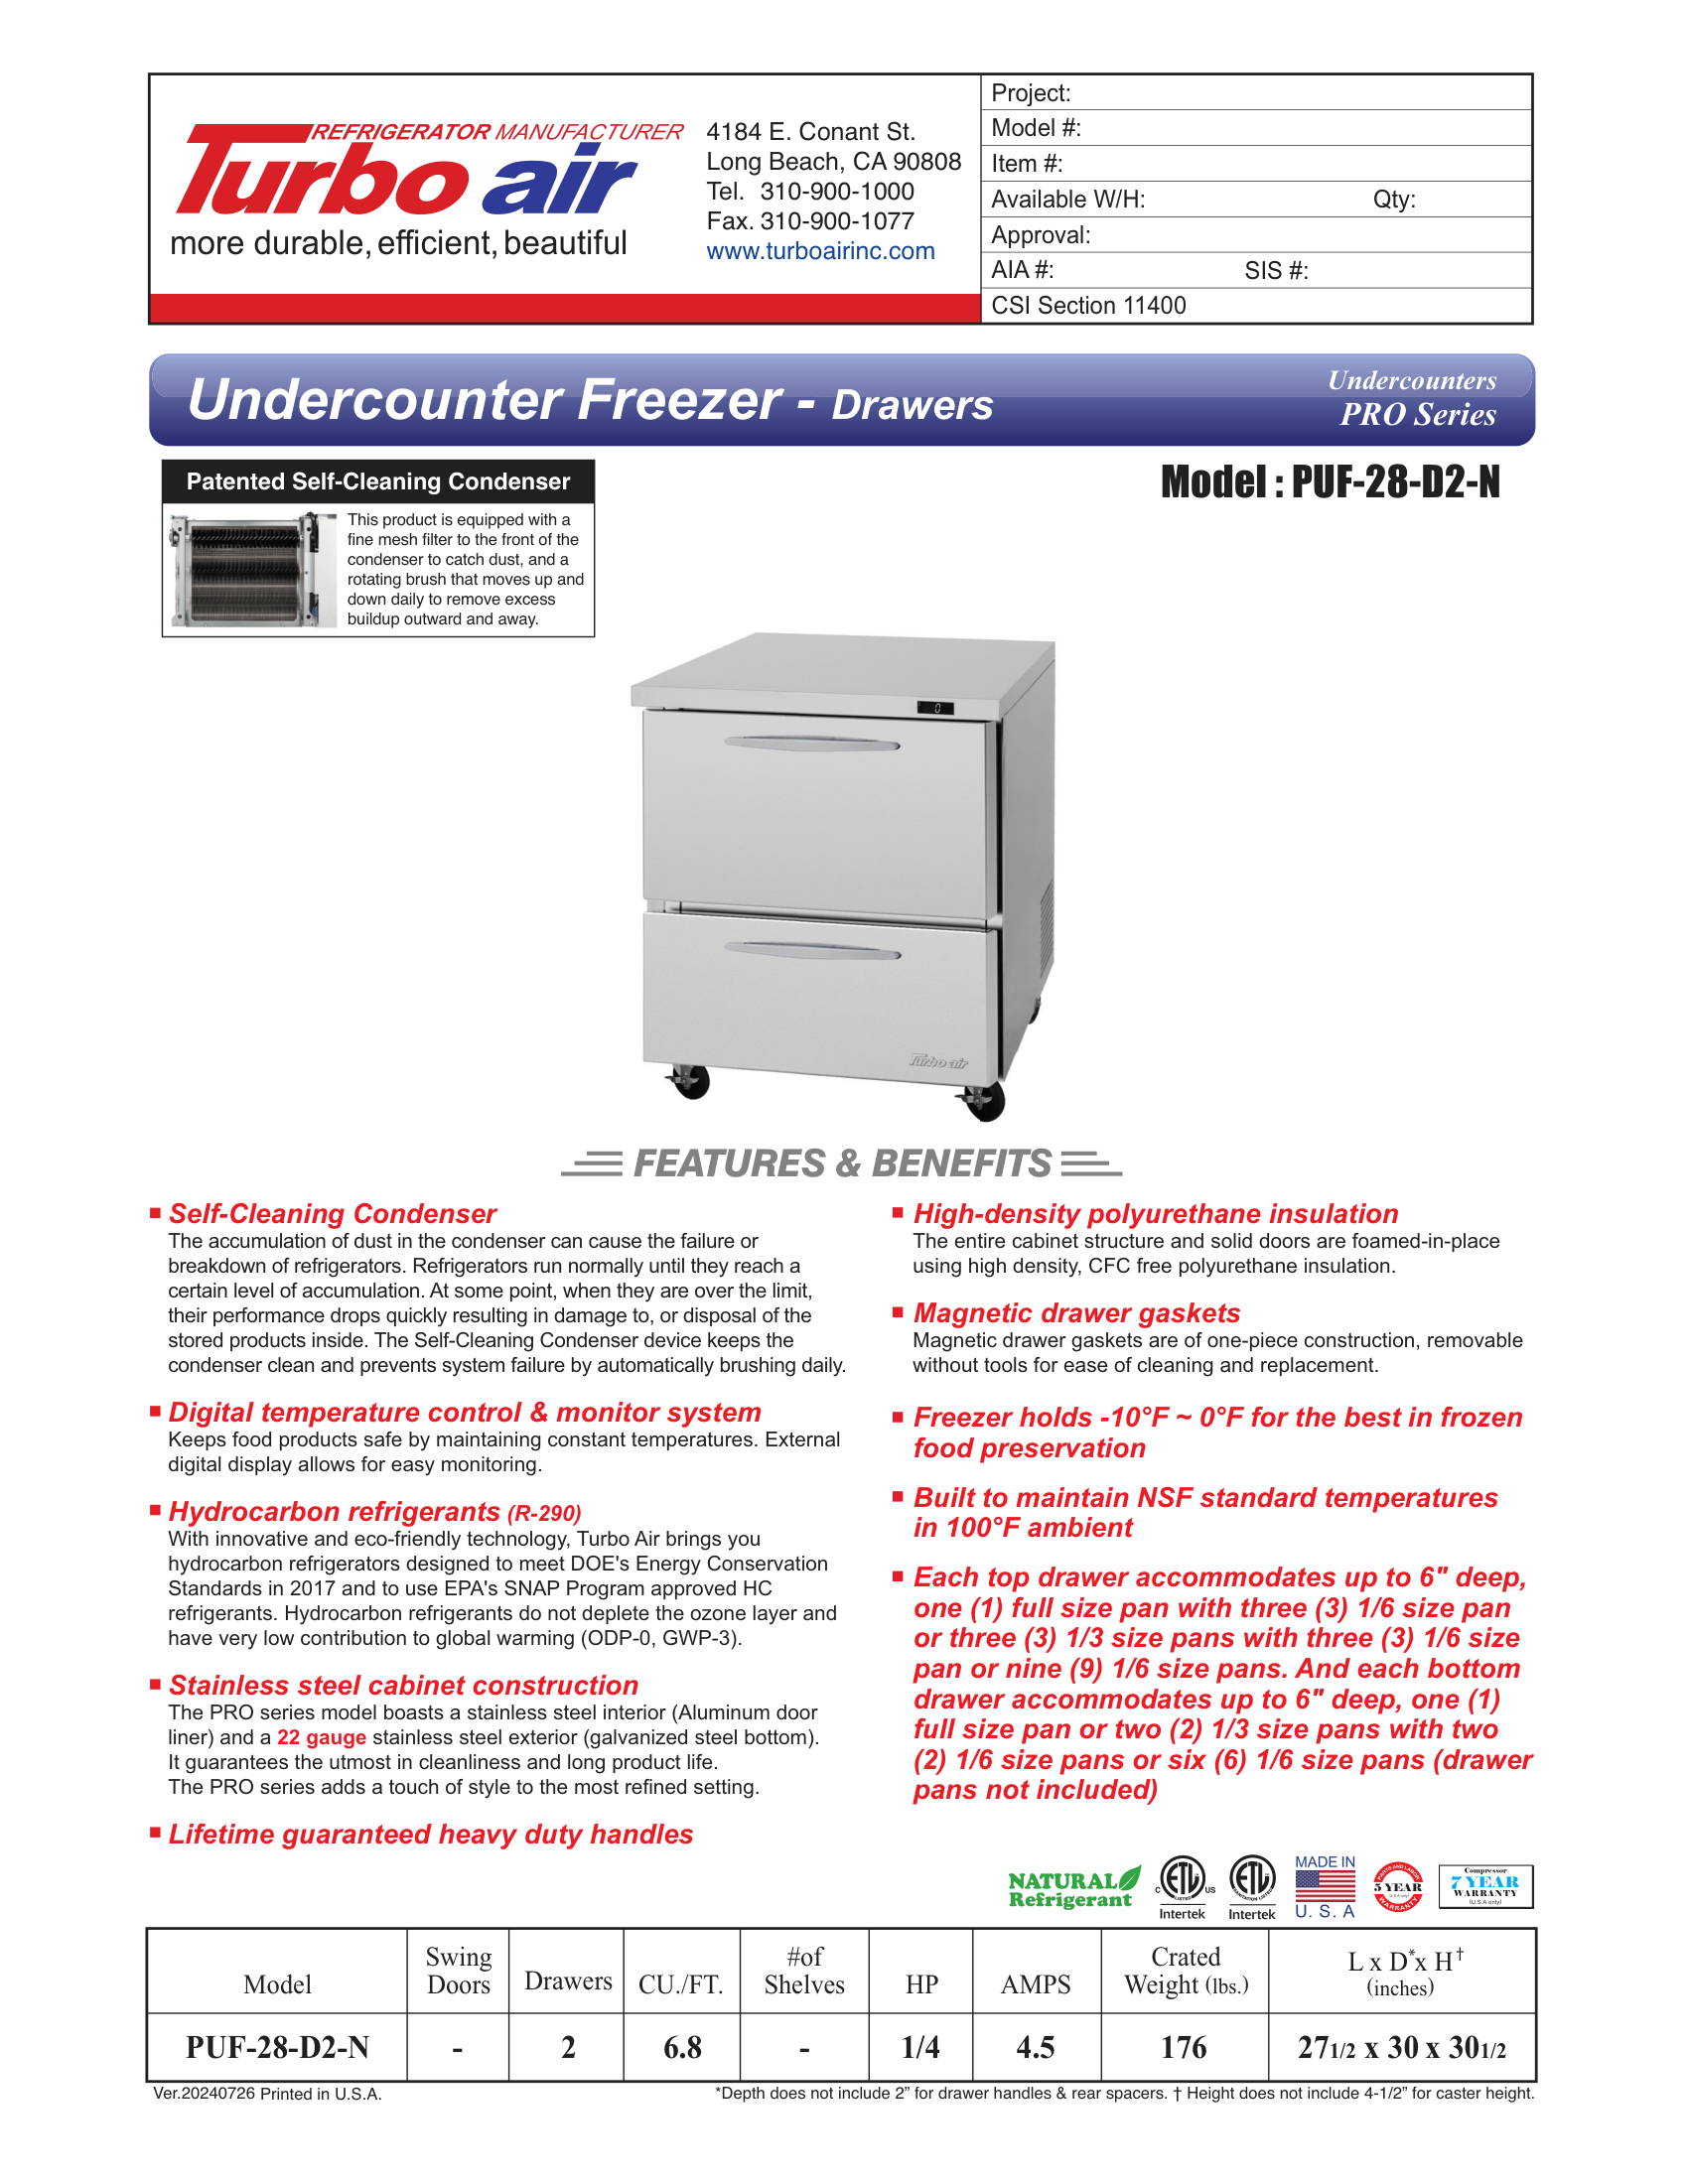 REFRIGERATOR MANUFACTURER
Turbo air
more durable, efficient, beautiful
4184 E. Conant St.
Long Beach, CA 90808
Tel. 310-900-1000
Fax. 310-900-1077
www.turboairinc.com
Project:
Model #:
Item #:
Available W/H: Qty:
Approval:
AIA #: SIS #:
CSI Section 11400
Undercounter Freezer - Drawers
Undercounters
PRO Series
Patented Self-Cleaning Condenser
This product is equipped with a
fine mesh filter to the front of the
condenser to catch dust, and a
rotating brush that moves up and
down daily to remove excess
buildup outward and away.
Model : PUF-28-D2-N
0
Turbo air
FEATURES & BENEFITS
Self-Cleaning Condenser
The accumulation of dust in the condenser can cause the failure or
breakdown of refrigerators. Refrigerators run normally until they reach a
certain level of accumulation. At some point, when they are over the limit,
their performance drops quickly resulting in damage to, or disposal of the
stored products inside. The Self-Cleaning Condenser device keeps the
condenser clean and prevents system failure by automatically brushing daily.
Digital temperature control & monitor system
Keeps food products safe by maintaining constant temperatures. External
digital display allows for easy monitoring.
Hydrocarbon refrigerants (R-290)
With innovative and eco-friendly technology, Turbo Air brings you
hydrocarbon refrigerators designed to meet DOE's Energy Conservation
Standards in 2017 and to use EPA's SNAP Program approved HC
refrigerants. Hydrocarbon refrigerants do not deplete the ozone layer and
have very low contribution to global warming (ODP-0, GWP-3).
Stainless steel cabinet construction
The PRO series model boasts a stainless steel interior (Aluminum door
liner) and a 22 gauge stainless steel exterior (galvanized steel bottom).
It guarantees the utmost in cleanliness and long product life.
The PRO series adds a touch of style to the most refined setting.
Lifetime guaranteed heavy duty handles
High-density polyurethane insulation
The entire cabinet structure and solid doors are foamed-in-place
using high density, CFC free polyurethane insulation.
Magnetic drawer gaskets
Magnetic drawer gaskets are of one-piece construction, removable
without tools for ease of cleaning and replacement.
Freezer holds -10°F ~ 0°F for the best in frozen
food preservation
Built to maintain NSF standard temperatures
in 100°F ambient
Each top drawer accommodates up to 6" deep,
one (1) full size pan with three (3) 1/6 size pan
or three (3) 1/3 size pans with three (3) 1/6 size
pan or nine (9) 1/6 size pans. And each bottom
drawer accommodates up to 6" deep, one (1)
full size pan or two (2) 1/3 size pans with two
(2) 1/6 size pans or six (6) 1/6 size pans (drawer
pans not included)
NATURAL
Refrigerant
C ETL US
LISTED
Intertek
ETL
SANITATION LISTED
Intertek
MADE IN
U. S. A
PARTS AND LABOR
5 YEAR
(U.S.A only)
WARRANTY
Compressor
7 YEAR
WARRANTY
(U.S.A only)
Model Swing Doors Drawers CU./FT. #of Shelves HP AMPS Crated Weight (lbs.) L x D* x H† (inches)
PUF-28-D2-N - 2 6.8 - 1/4 4.5 176 271/2 x 30 x 301/2
Ver.20240726 Printed in U.S.A.
*Depth does not include 2” for drawer handles & rear spacers. † Height does not include 4-1/2” for caster height.